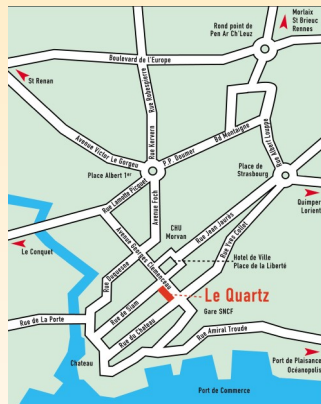 Morlaix
St Brieuc
Rennes
Rond point de
Pen Ar Ch'Louz
Boulevard de l'Europe
St Renan
Rue Robespierre
Avenue Victor Le Gorgeu
Rue Kervern
P.P. Doumer
Bd Montaigne
Rue Albert Louppe
Place Albert 1er
Place de
Strasbourg
Rue Lamotte Picquet
Avenue Foch
Quimper
Lorient
CHU
Morvan
Rue Jean Jaurès
Rue Yves Collet
Le Conquet
Avenue Georges Clemenceau
Hotel de Ville
Place de la Liberté
Rue Duquesne
Le Quartz
Gare SNCF
Rue de Siam
Rue de La Porte
Rue du Château
Rue Amiral Troude
Chateau
Port de Plaisance
Océanopolis
Port de Commerce